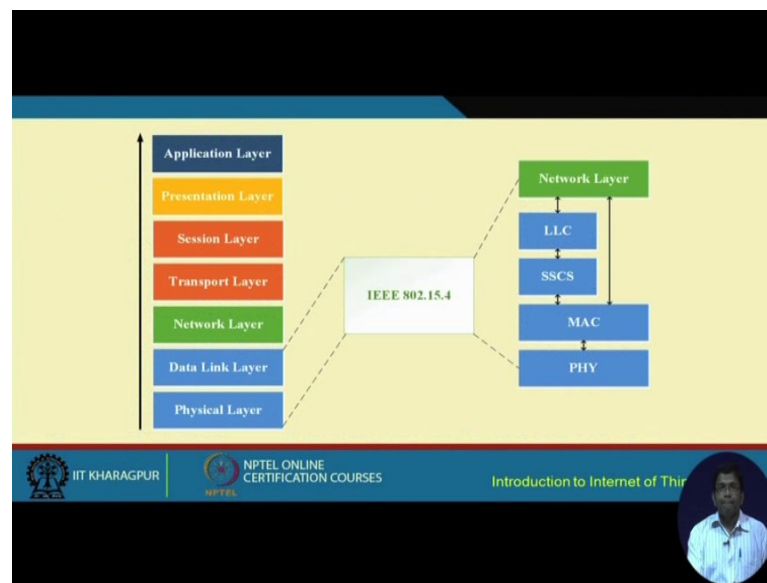 Application Layer
Presentation Layer
Session Layer
Transport Layer
Network Layer
Data Link Layer
Physical Layer
IEEE 802.15.4
Network Layer
LLC
SSCS
MAC
PHY
IIT KHARAGPUR
NPTEL
NPTEL ONLINE
CERTIFICATION COURSES
Introduction to Internet of Thin